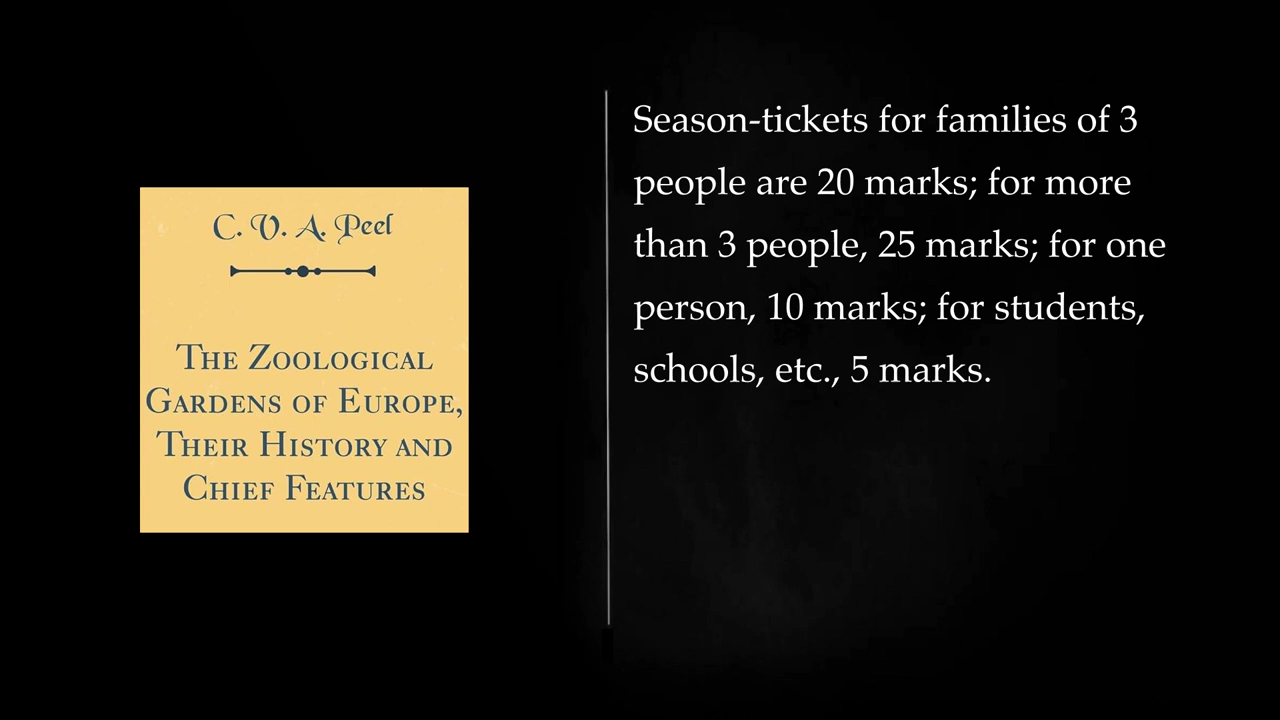 C. V. A. Peel
The Zoological
Gardens of Europe,
Their History and
Chief Features
Season-tickets for families of 3
people are 20 marks; for more
than 3 people, 25 marks; for one
person, 10 marks; for students,
schools, etc., 5 marks.